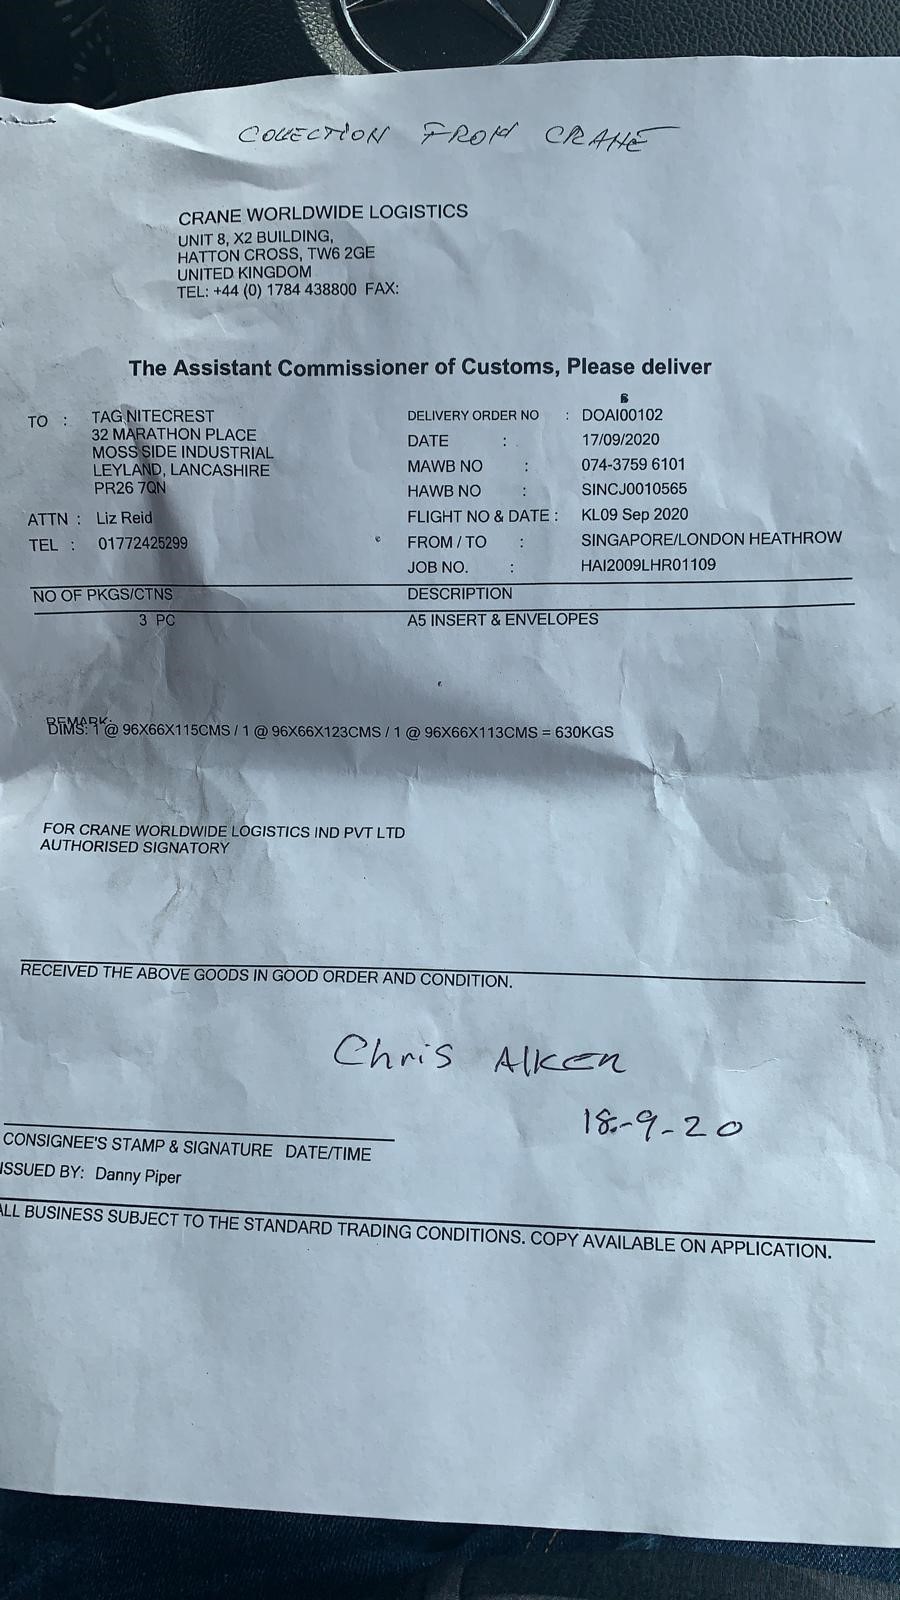 COLLECTION FROM CRANE
CRANE WORLDWIDE LOGISTICS
UNIT 8, X2 BUILDING,
HATTON CROSS, TW6 2GE
UNITED KINGDOM
TEL: +44 (0) 1784 438800 FAX:
The Assistant Commissioner of Customs, Please deliver
TO : TAG NITECREST
32 MARATHON PLACE
MOSS SIDE INDUSTRIAL
LEYLAND, LANCASHIRE
PR26 7QN
ATTN : Liz Reid
TEL : 01772425299
DELIVERY ORDER NO : DOAI00102
DATE : 17/09/2020
MAWB NO : 074-3759 6101
HAWB NO : SINCJ0010565
FLIGHT NO & DATE : KL09 Sep 2020
FROM / TO : SINGAPORE/LONDON HEATHROW
JOB NO. : HAI2009LHR01109
NO OF PKGS/CTNS DESCRIPTION
3 PC A5 INSERT & ENVELOPES
REMARK:
DIMS: 1 @ 96X66X115CMS / 1 @ 96X66X123CMS / 1 @ 96X66X113CMS = 630KGS
FOR CRANE WORLDWIDE LOGISTICS IND PVT LTD
AUTHORISED SIGNATORY
RECEIVED THE ABOVE GOODS IN GOOD ORDER AND CONDITION.
Chris Alker
18-9-20
CONSIGNEE'S STAMP & SIGNATURE DATE/TIME
ISSUED BY: Danny Piper
ALL BUSINESS SUBJECT TO THE STANDARD TRADING CONDITIONS. COPY AVAILABLE ON APPLICATION.